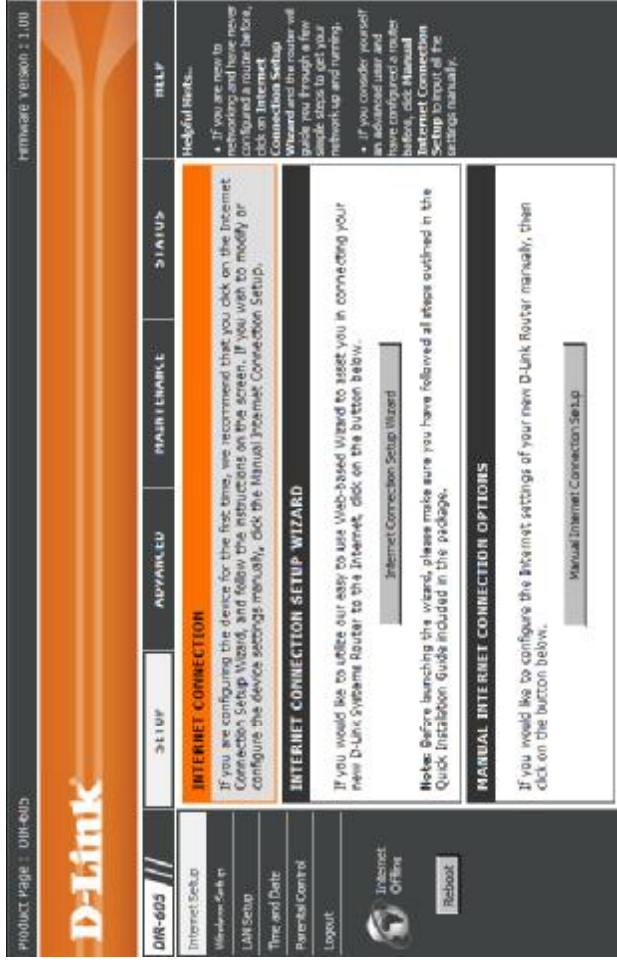 Product Page : DIR-605
Firmware Version : 1.00
D-Link
DIR-605
SETUP
ADVANCED
MAINTENANCE
STATUS
HELP
Internet Setup
Wireless Setup
LAN Setup
Time and Date
Parental Control
Logout
Internet
Offline
Reboot
INTERNET CONNECTION
If you are configuring the device for the first time, we recommend that you click on the Internet
Connection Setup Wizard, and follow the instructions on the screen. If you wish to modify or
configure the device settings manually, click the Manual Internet Connection Setup.
INTERNET CONNECTION SETUP WIZARD
If you would like to utilize our easy to use Web-based Wizard to assist you in connecting your
new D-Link Systems Router to the Internet, click on the button below.
Internet Connection Setup Wizard
Note: Before launching the wizard, please make sure you have followed all steps outlined in the
Quick Installation Guide included in the package.
MANUAL INTERNET CONNECTION OPTIONS
If you would like to configure the Internet settings of your new D-Link Router manually, then
click on the button below.
Manual Internet Connection Setup
Helpful Hints...
• If you are new to
networking and have never
configured a router before,
click on Internet
Connection Setup
Wizard and the router will
guide you through a few
simple steps to get your
network up and running.
• If you consider yourself
an advanced user and
have configured a router
before, click Manual
Internet Connection
Setup to input all the
settings manually.